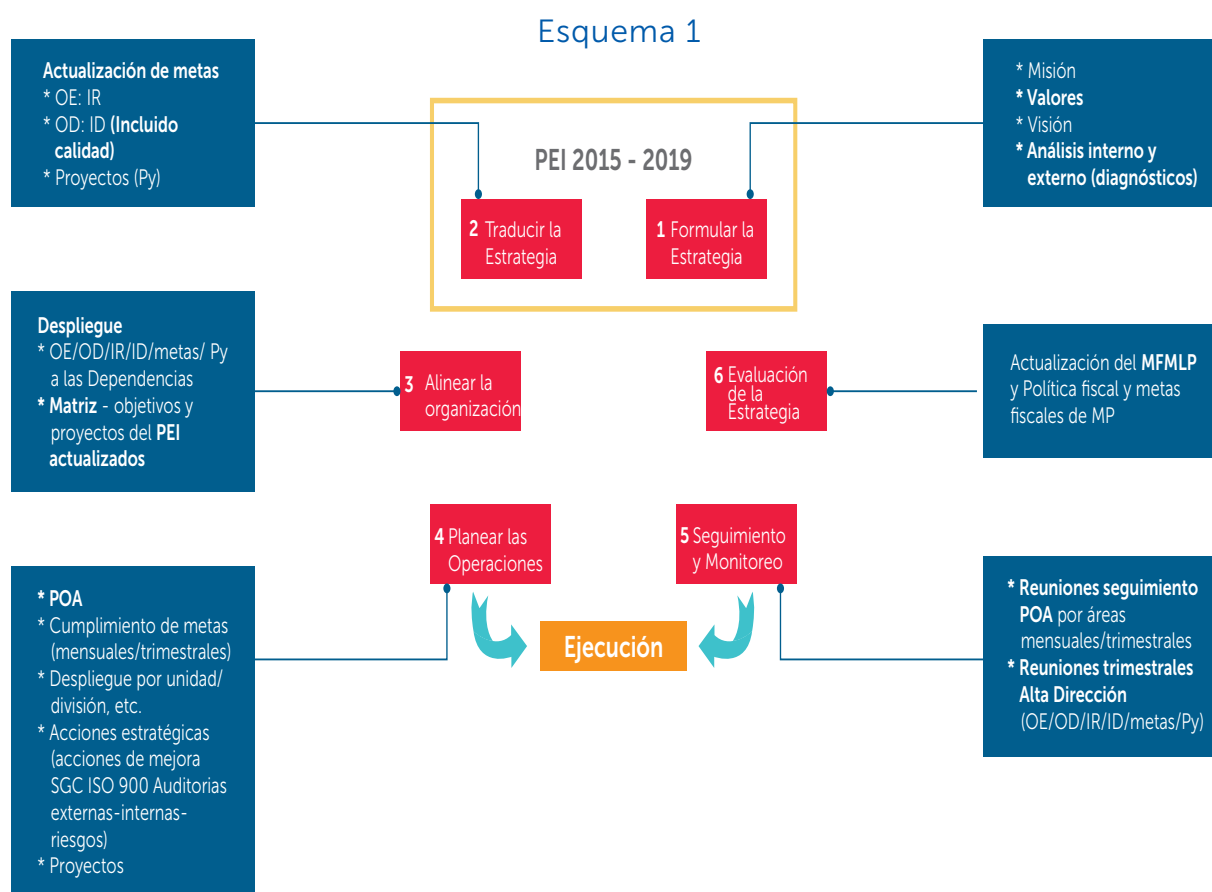 Esquema 1
Actualización de metas
* OE: IR
* OD: ID (Incluido
calidad)
* Proyectos (Py)
* Misión
* Valores
* Visión
* Análisis interno y
externo (diagnósticos)
PEI 2015 - 2019
2 Traducir la
Estrategia
1 Formular la
Estrategia
Despliegue
* OE/OD/IR/ID/metas/ Py
a las Dependencias
* Matriz - objetivos y
proyectos del PEI
actualizados
3 Alinear la
organización
6 Evaluación
de la
Estrategia
Actualización del MFMLP
y Política fiscal y metas
fiscales de MP
4 Planear las
Operaciones
5 Seguimiento
y Monitoreo
Ejecución
* POA
* Cumplimiento de metas
(mensuales/trimestrales)
* Despliegue por unidad/
división, etc.
* Acciones estratégicas
(acciones de mejora
SGC ISO 900 Auditorias
externas-internas-
riesgos)
* Proyectos
* Reuniones seguimiento
POA por áreas
mensuales/trimestrales
* Reuniones trimestrales
Alta Dirección
(OE/OD/IR/ID/metas/Py)